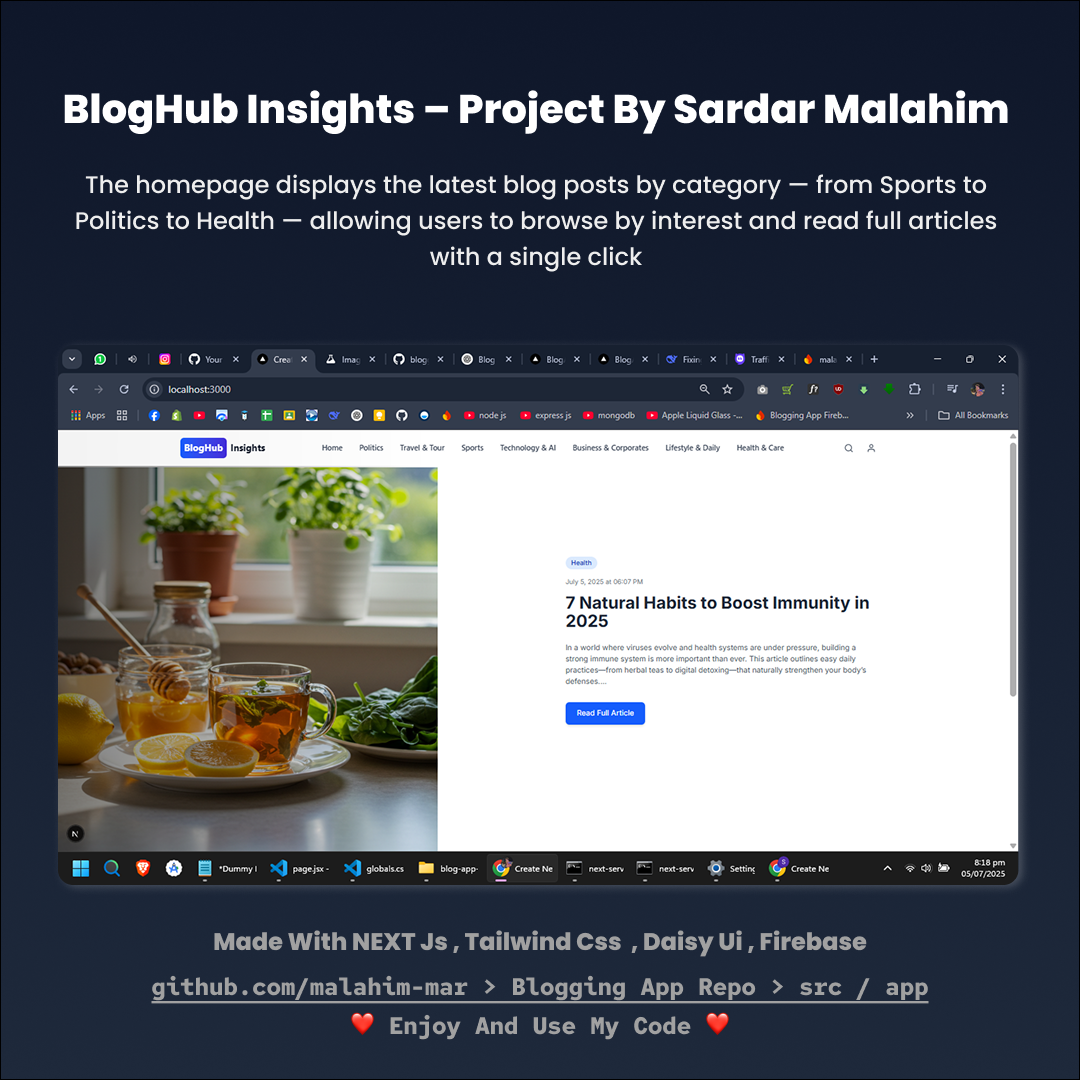 BlogHub Insights – Project By Sardar Malahim
The homepage displays the latest blog posts by category — from Sports to
Politics to Health — allowing users to browse by interest and read full articles
with a single click
Your
Crea
Imag
blog-
Blog
Blog
Blog
Fixin
Traffi
mala
localhost:3000
Apps
node js
express js
mongodb
Apple Liquid Glass -...
Blogging App Fireb...
All Bookmarks
BlogHub Insights
Home Politics Travel & Tour Sports Technology & AI Business & Corporates Lifestyle & Daily Health & Care
Health
July 5, 2025 at 06:07 PM
7 Natural Habits to Boost Immunity in
2025
In a world where viruses evolve and health systems are under pressure, building a
strong immune system is more important than ever. This article outlines easy daily
practices—from herbal teas to digital detoxing—that naturally strengthen your body's
defenses....
Read Full Article
N
*Dummy
page.jsx -
globals.cs
blog-app-
Create Ne
next-serv
next-serv
Setting
Create Ne
8:18 pm
05/07/2025
Made With NEXT Js , Tailwind Css , Daisy Ui , Firebase
github.com/malahim-mar > Blogging App Repo > src / app
❤️ Enjoy And Use My Code ❤️